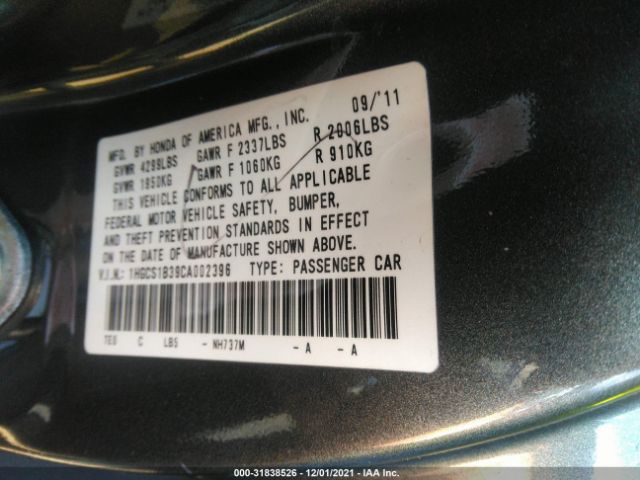 MFD. BY HONDA OF AMERICA MFG., INC. 09/'11
GVWR 4299LBS GAWR F 2337LBS R 2006LBS
GVWR 1950KG GAWR F 1060KG R 910KG
THIS VEHICLE CONFORMS TO ALL APPLICABLE
FEDERAL MOTOR VEHICLE SAFETY, BUMPER,
AND THEFT PREVENTION STANDARDS IN EFFECT
ON THE DATE OF MANUFACTURE SHOWN ABOVE.
V.I.N.: 1HGCS1B39CA002396 TYPE: PASSENGER CAR
TE0 C LB5 - NH737M - A - A
000-31838526 - 12/01/2021 - IAA Inc.